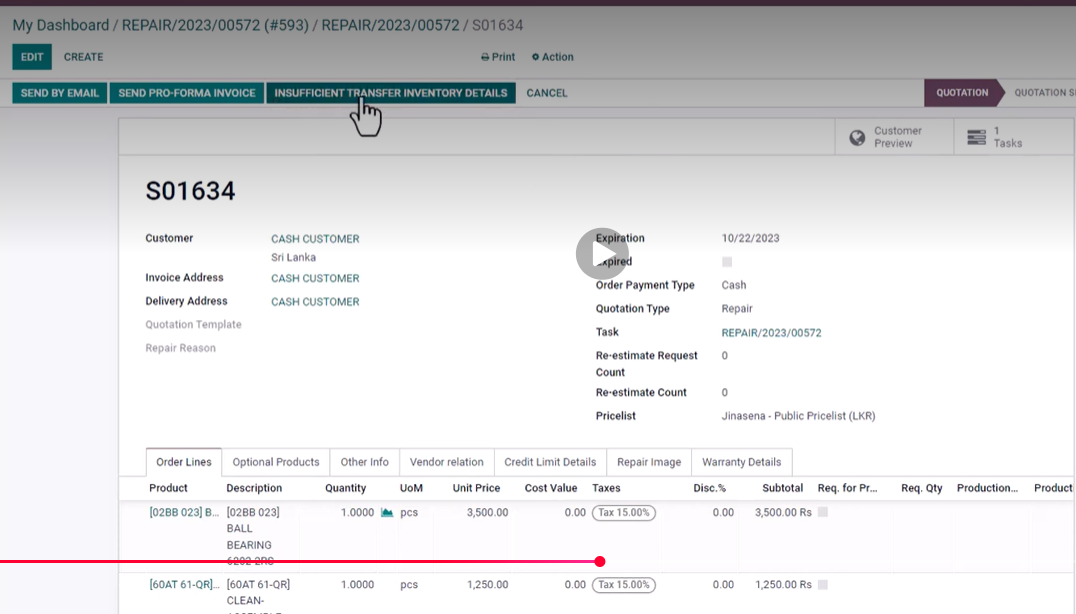 My Dashboard / REPAIR/2023/00572 (#593) / REPAIR/2023/00572 / S01634
EDIT CREATE Print Action
SEND BY EMAIL SEND PRO-FORMA INVOICE INSUFFICIENT TRANSFER INVENTORY DETAILS CANCEL QUOTATION QUOTATION S
Customer Preview
1 Tasks
S01634
Customer CASH CUSTOMER Expiration 10/22/2023
Sri Lanka
Expired
Invoice Address CASH CUSTOMER Order Payment Type Cash
Delivery Address CASH CUSTOMER Quotation Type Repair
Quotation Template Task REPAIR/2023/00572
Repair Reason Re-estimate Request Count 0
Re-estimate Count 0
Pricelist Jinasena - Public Pricelist (LKR)
Order Lines Optional Products Other Info Vendor relation Credit Limit Details Repair Image Warranty Details
Product Description Quantity UoM Unit Price Cost Value Taxes Disc.% Subtotal Req. for Pr... Req. Qty Production... Product
[02BB 023] B... [02BB 023] 1.0000 pcs 3,500.00 0.00 Tax 15.00% 0.00 3,500.00 Rs
BALL
BEARING
6202 2RS
[60AT 61-QR]... [60AT 61-QR] 1.0000 pcs 1,250.00 0.00 Tax 15.00% 0.00 1,250.00 Rs
CLEAN-